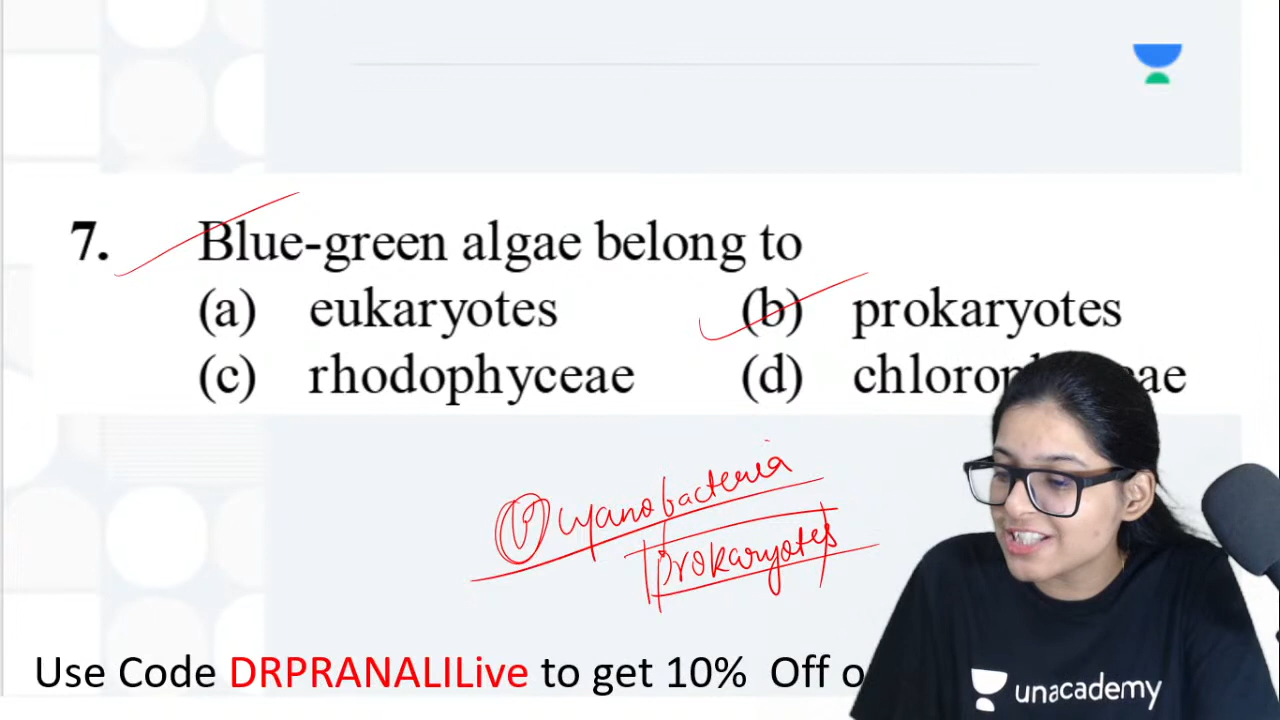 7. Blue-green algae belong to
(a) eukaryotes (b) prokaryotes
(c) rhodophyceae (d)
cyanobacteria
prokaryotes
Use Code DRPRANALILive to get 10% Off
unacademy